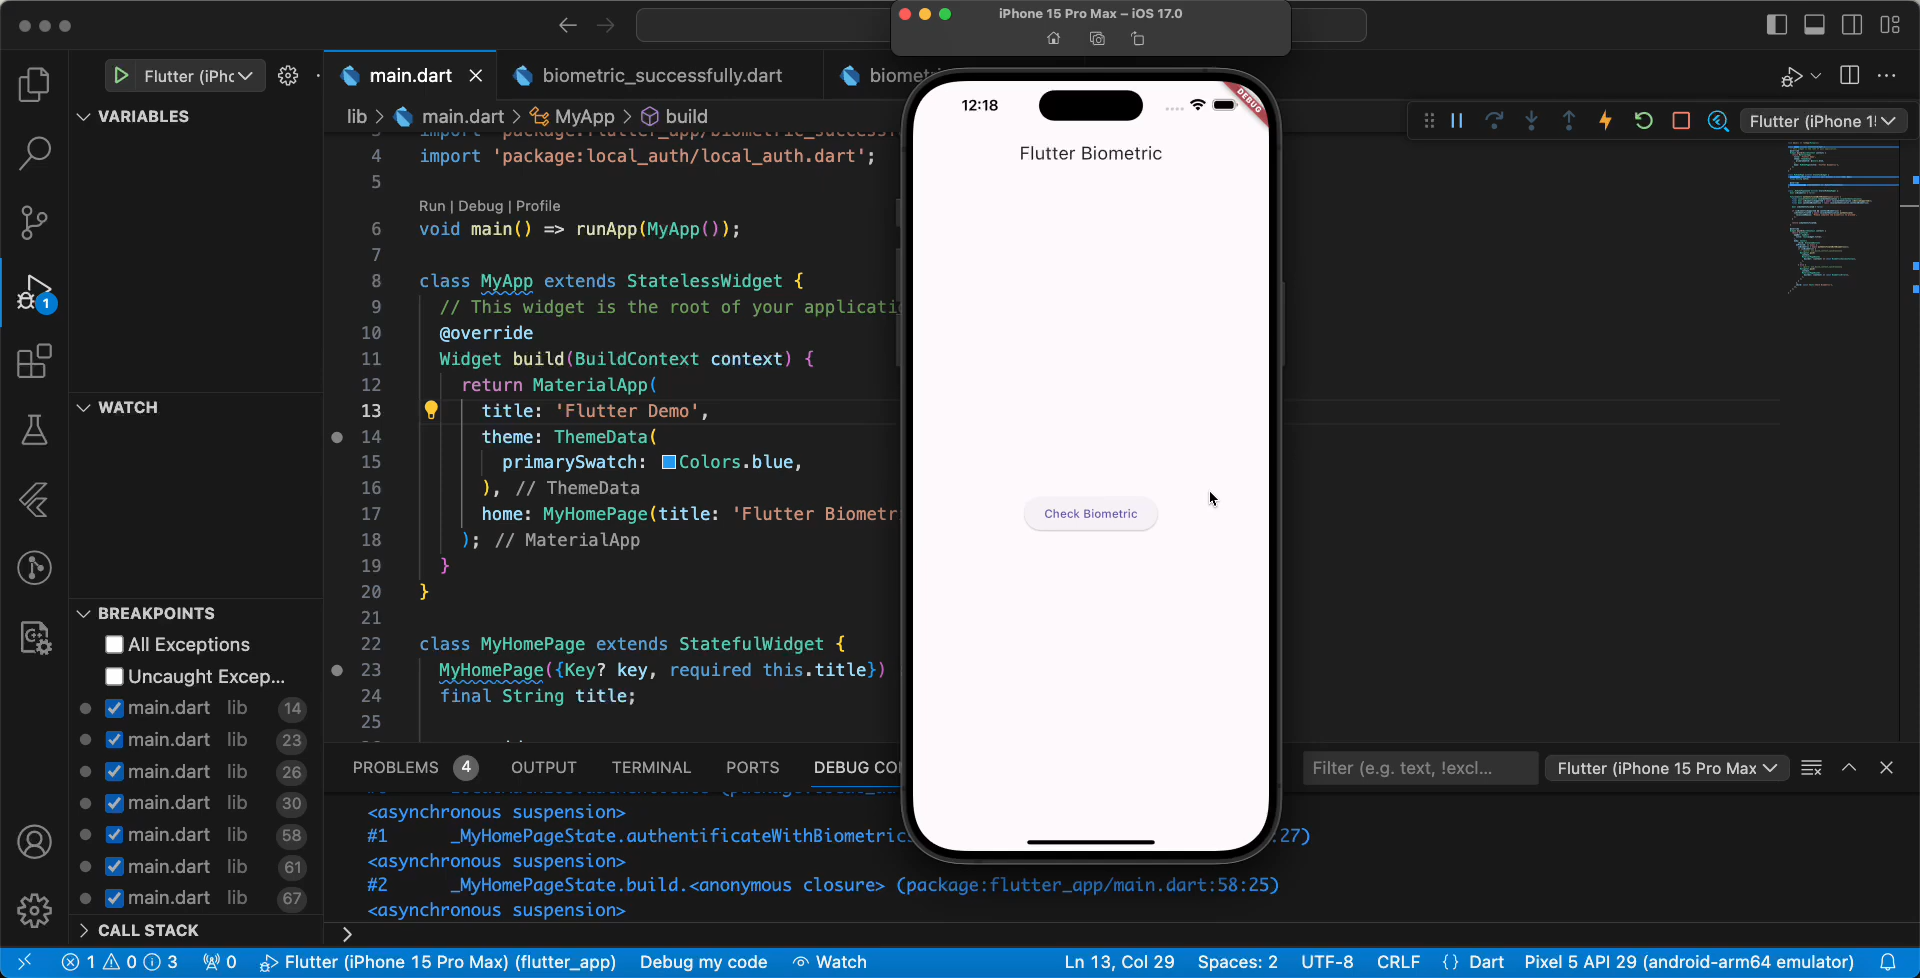 iPhone 15 Pro Max – iOS 17.0
Flutter (iPhc
main.dart
biometric_successfully.dart
biometri
VARIABLES
lib > main.dart > MyApp > build
Flutter (iPhone 1!
4 import 'package:local_auth/local_auth.dart';
5
Run | Debug | Profile
6 void main() => runApp(MyApp());
7
8 class MyApp extends StatelessWidget {
9 // This widget is the root of your applicati
10 @override
11 Widget build(BuildContext context) {
12 return MaterialApp(
13 title: 'Flutter Demo',
14 theme: ThemeData(
15 primarySwatch: Colors.blue,
16 ), // ThemeData
17 home: MyHomePage(title: 'Flutter Biometr
18 ); // MaterialApp
19 }
20 }
21
22 class MyHomePage extends StatefulWidget {
23 MyHomePage({Key? key, required this.title})
24 final String title;
25
12:18
DEBUG
Flutter Biometric
Check Biometric
WATCH
BREAKPOINTS
All Exceptions
Uncaught Excep...
main.dart lib 14
main.dart lib 23
main.dart lib 26
main.dart lib 30
main.dart lib 58
main.dart lib 61
main.dart lib 67
CALL STACK
1
PROBLEMS 4 OUTPUT TERMINAL PORTS DEBUG CO
Filter (e.g. text, !excl...
Flutter (iPhone 15 Pro Max
<asynchronous suspension>
#1 _MyHomePageState.authentificateWithBiometric :27)
<asynchronous suspension>
#2 _MyHomePageState.build.<anonymous closure> (package:flutter_app/main.dart:58:25)
<asynchronous suspension>
>
1 0 3 0 Flutter (iPhone 15 Pro Max) (flutter_app) Debug my code Watch Ln 13, Col 29 Spaces: 2 UTF-8 CRLF {} Dart Pixel 5 API 29 (android-arm64 emulator)